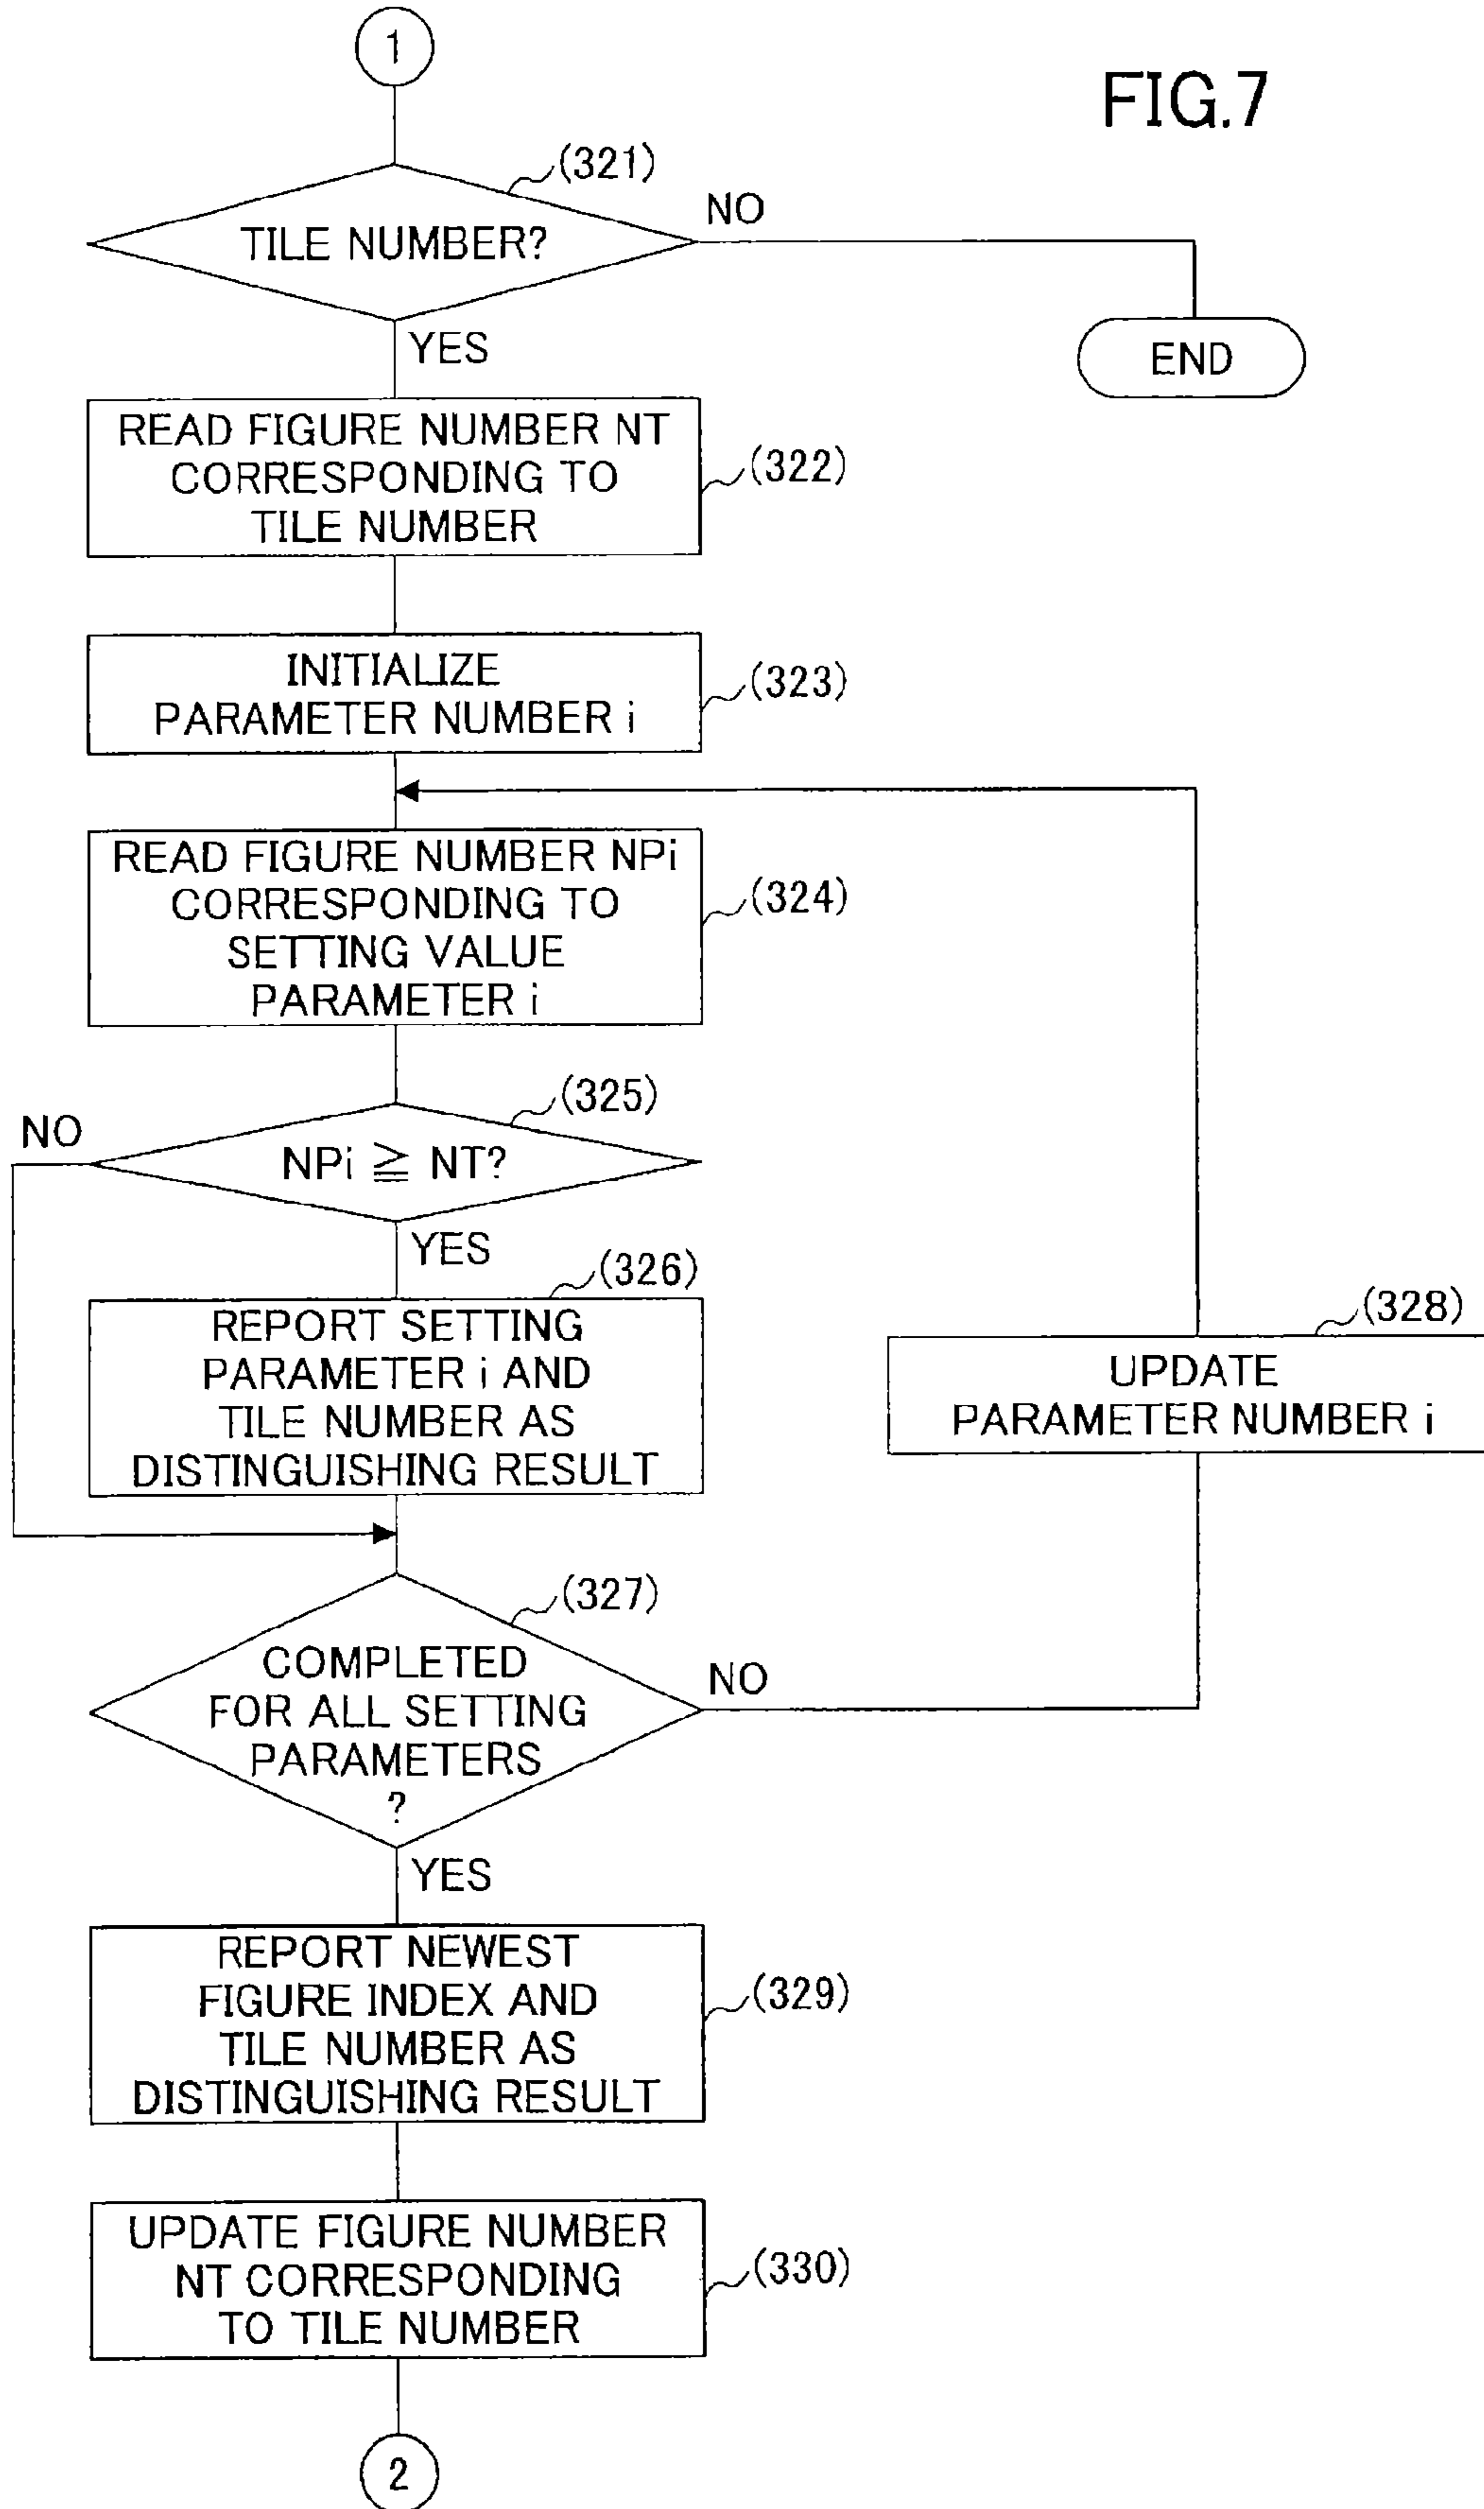 1
FIG.7
(321)
TILE NUMBER?
NO
END
YES
READ FIGURE NUMBER NT
CORRESPONDING TO
TILE NUMBER
(322)
INITIALIZE
PARAMETER NUMBER i
(323)
READ FIGURE NUMBER NPi
CORRESPONDING TO
SETTING VALUE
PARAMETER i
(324)
(325)
NO
NPi ≧ NT?
YES
(326)
REPORT SETTING
PARAMETER i AND
TILE NUMBER AS
DISTINGUISHING RESULT
(328)
UPDATE
PARAMETER NUMBER i
(327)
COMPLETED
FOR ALL SETTING
PARAMETERS
?
NO
YES
REPORT NEWEST
FIGURE INDEX AND
TILE NUMBER AS
DISTINGUISHING RESULT
(329)
UPDATE FIGURE NUMBER
NT CORRESPONDING
TO TILE NUMBER
(330)
2